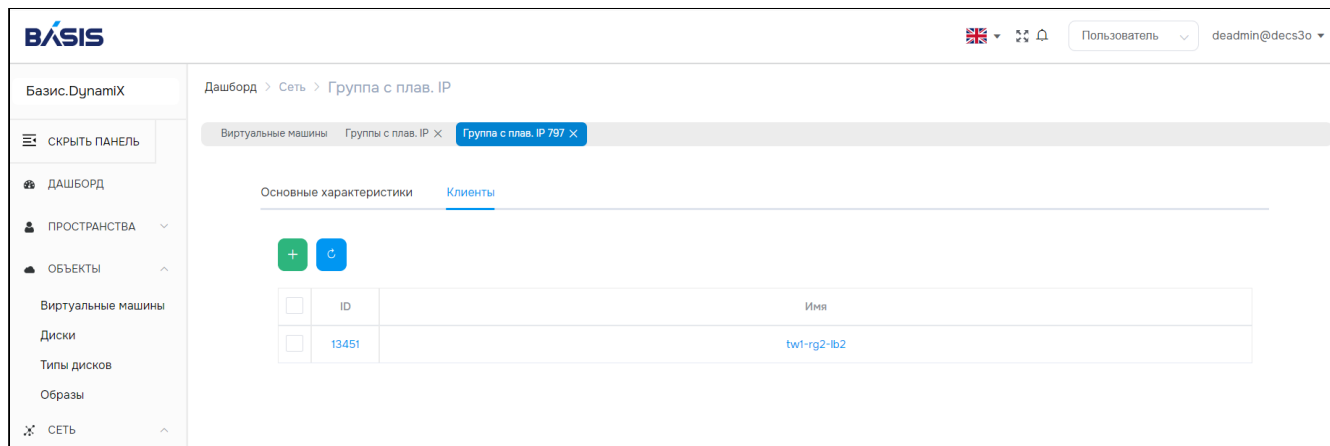 BASIS
Пользователь
deadmin@decs3o
Базис.DynamiX
Дашборд > Сеть > Группа с плав. IP
СКРЫТЬ ПАНЕЛЬ
Виртуальные машины Группы с плав. IP × Группа с плав. IP 797 ×
ДАШБОРД
Основные характеристики Клиенты
ПРОСТРАНСТВА
ОБЪЕКТЫ
Виртуальные машины
Диски
Типы дисков
Образы
СЕТЬ
ID Имя
13451 tw1-rg2-lb2